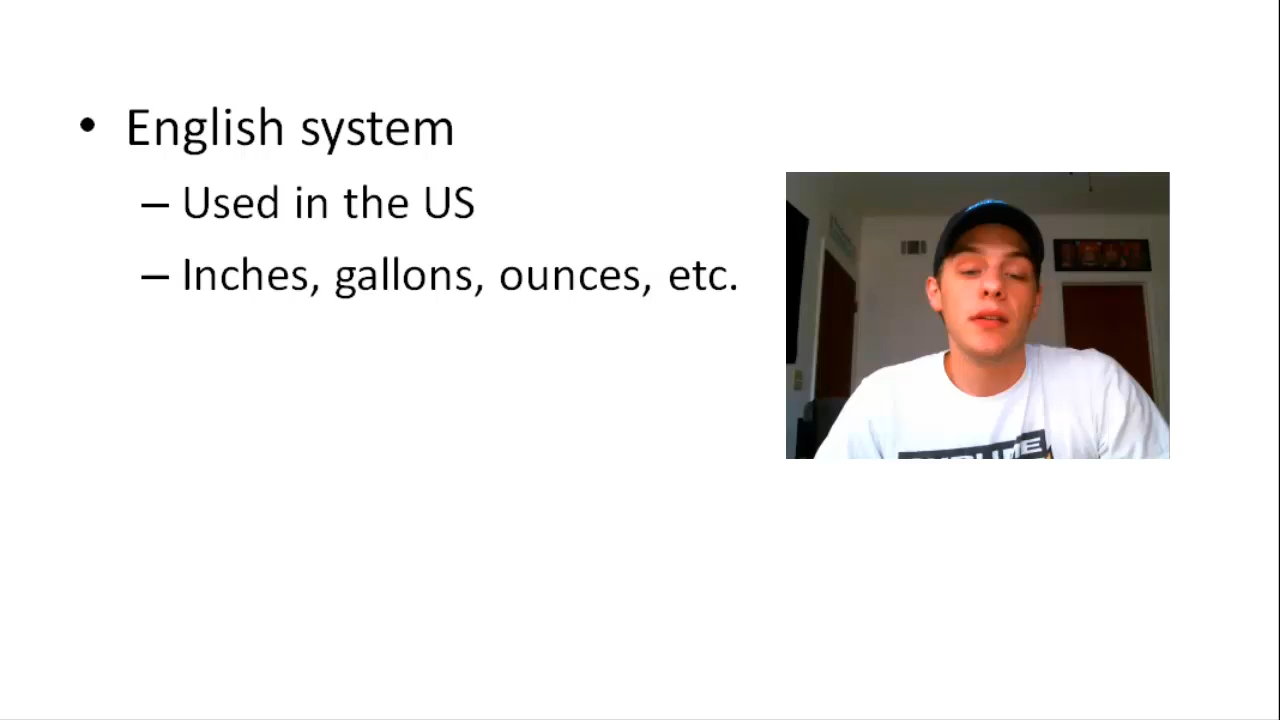 • English system
– Used in the US
– Inches, gallons, ounces, etc.